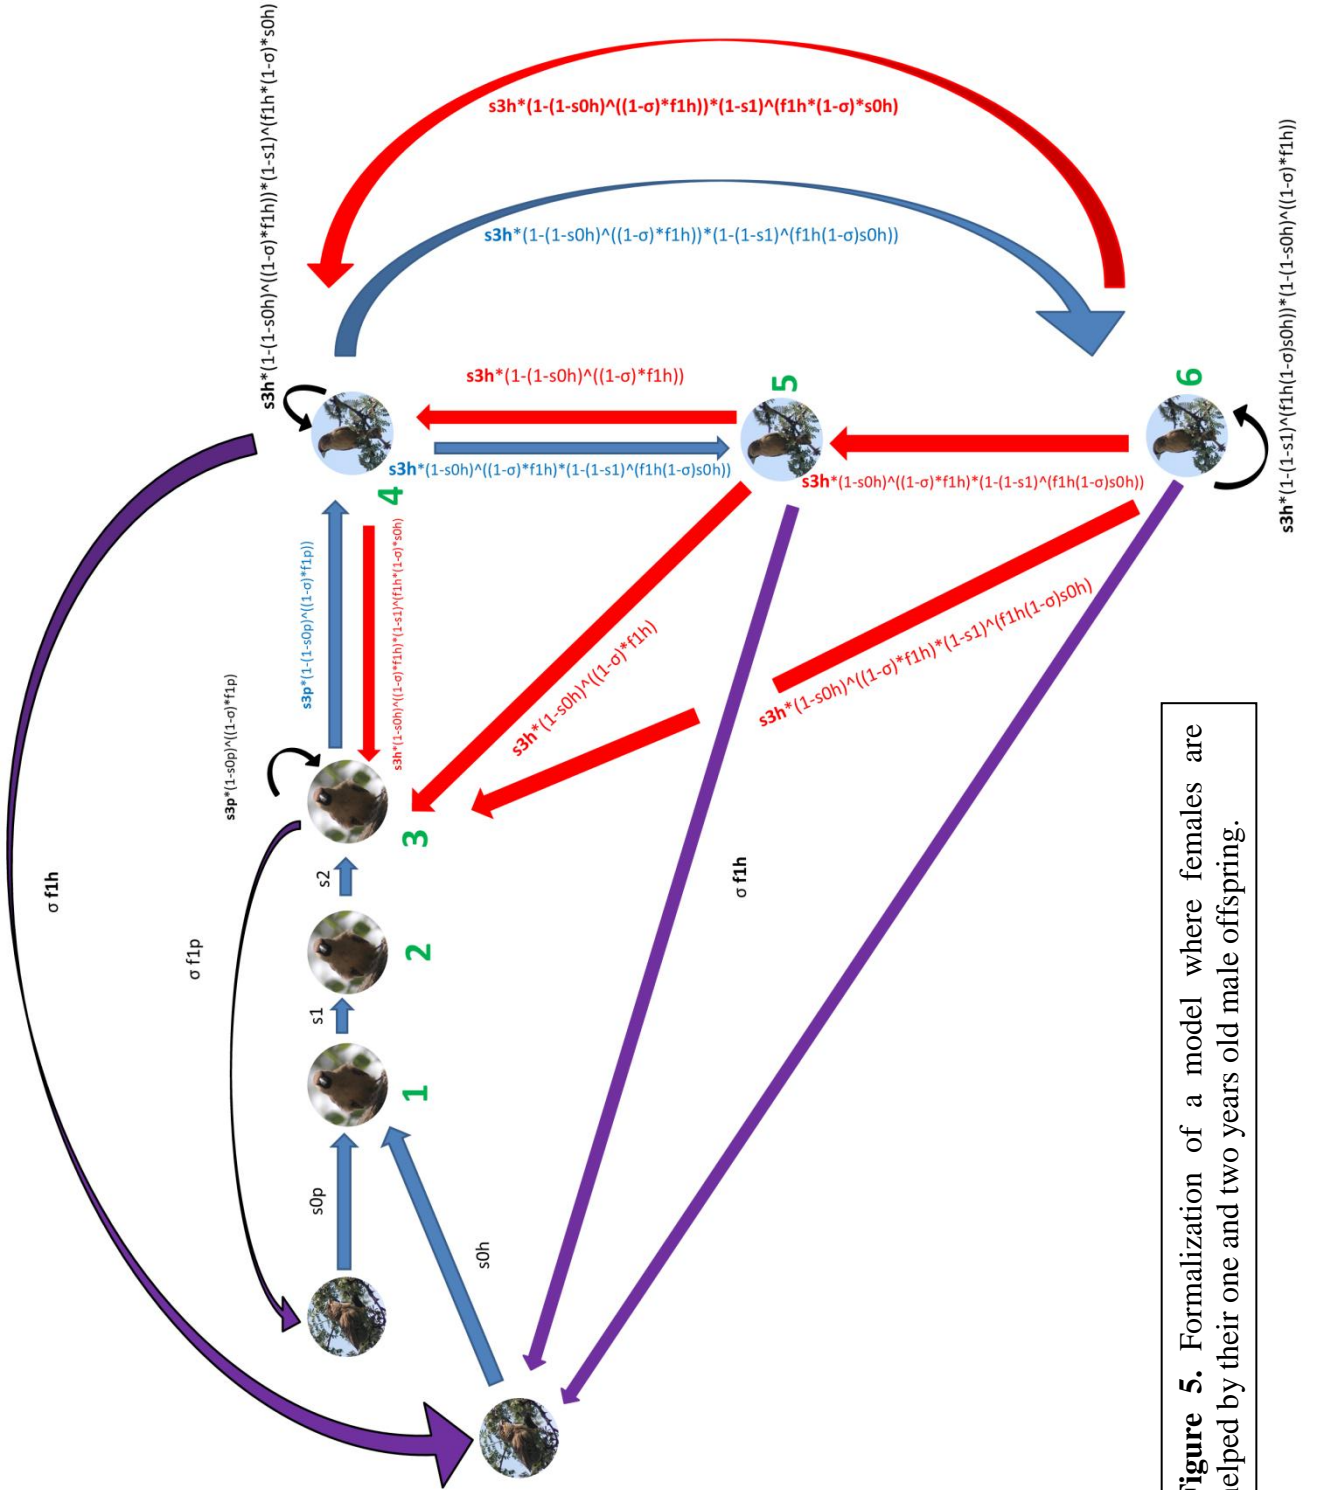 σ f1h
σ f1p
s3p*(1-s0p)^((1-σ)*f1p)
s3h*(1-(1-s0h)^((1-σ)*f1h))*(1-s1)^(f1h*(1-σ)*s0h)
s0p
s1
s2
s3p*(1-(1-s0p)^((1-σ)*f1p))
s3h*(1-s0h)^((1-σ)*f1h)*(1-s1)^(f1h*(1-σ)*s0h)
1
2
3
4
s0h
s3h*(1-s0h)^((1-σ)*f1h)*(1-(1-s1)^(f1h(1-σ)s0h))
s3h*(1-(1-s0h)^((1-σ)*f1h))
s3h*(1-(1-s0h)^((1-σ)*f1h))*(1-s1)^(f1h*(1-σ)*s0h)
s3h*(1-(1-s0h)^((1-σ)*f1h))*(1-(1-s1)^(f1h(1-σ)s0h))
s3h*(1-s0h)^((1-σ)*f1h)
σ f1h
5
s3h*(1-s0h)^((1-σ)*f1h)*(1-s1)^(f1h(1-σ)s0h)
s3h*(1-s0h)^((1-σ)*f1h)*(1-(1-s1)^(f1h(1-σ)s0h))
6
s3h*(1-(1-s1)^(f1h(1-σ)s0h))*(1-(1-s0h)^((1-σ)*f1h))
Figure 5. Formalization of a model where females are
helped by their one and two years old male offspring.